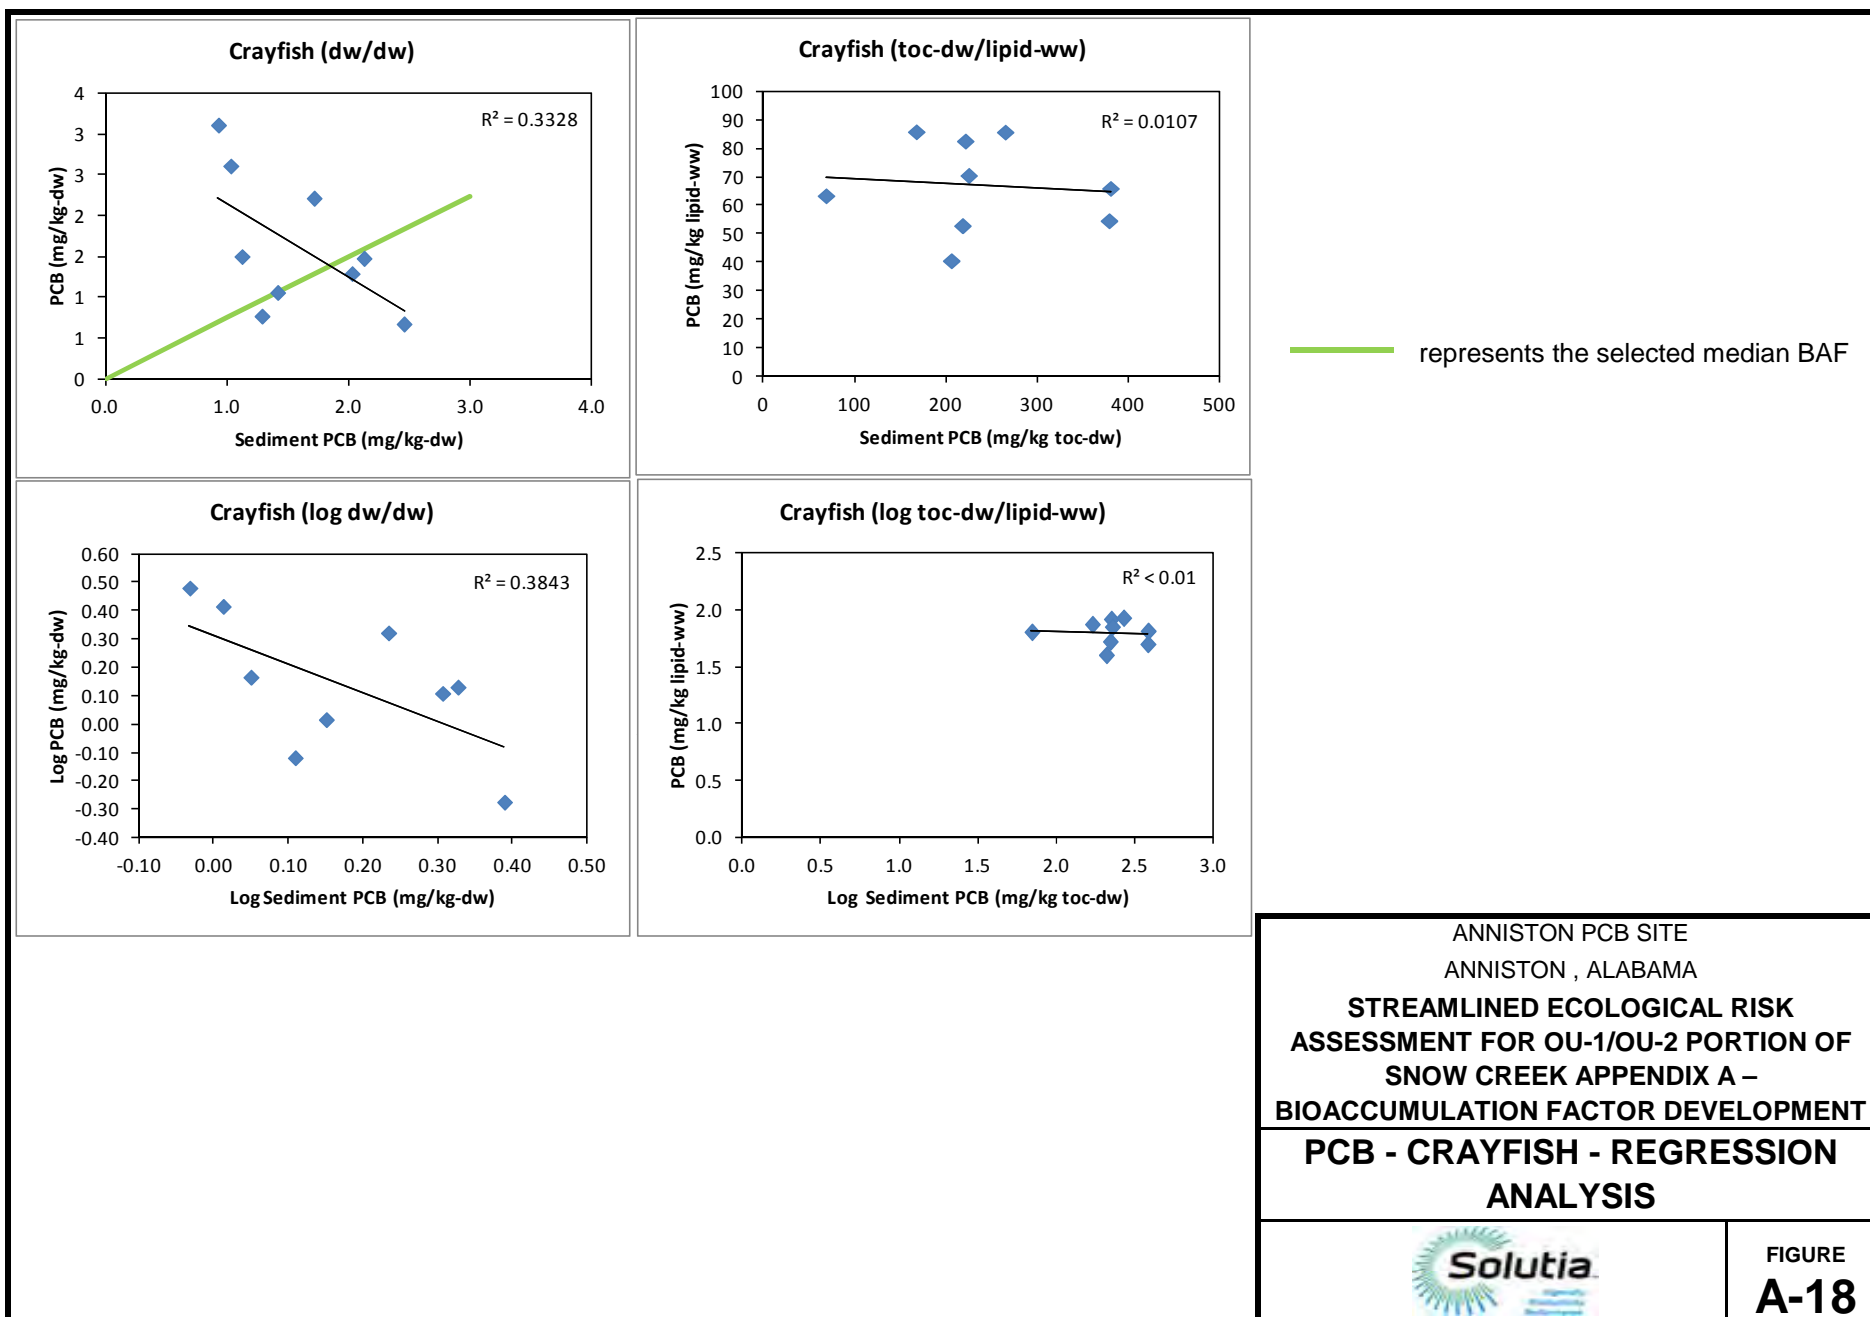 Crayfish (dw/dw)
R² = 0.3328
4
3
3
2
2
1
1
0
0.0 1.0 2.0 3.0 4.0
PCB (mg/kg-dw)
Sediment PCB (mg/kg-dw)
Crayfish (toc-dw/lipid-ww)
R² = 0.0107
100
90
80
70
60
50
40
30
20
10
0
0 100 200 300 400 500
PCB (mg/kg lipid-ww)
Sediment PCB (mg/kg toc-dw)
represents the selected median BAF
Crayfish (log dw/dw)
R² = 0.3843
0.60
0.50
0.40
0.30
0.20
0.10
0.00
-0.10
-0.20
-0.30
-0.40
-0.10 0.00 0.10 0.20 0.30 0.40 0.50
Log PCB (mg/kg-dw)
Log Sediment PCB (mg/kg-dw)
Crayfish (log toc-dw/lipid-ww)
R² < 0.01
2.5
2.0
1.5
1.0
0.5
0.0
0.0 0.5 1.0 1.5 2.0 2.5 3.0
PCB (mg/kg lipid-ww)
Log Sediment PCB (mg/kg toc-dw)
ANNISTON PCB SITE
ANNISTON , ALABAMA
STREAMLINED ECOLOGICAL RISK
ASSESSMENT FOR OU-1/OU-2 PORTION OF
SNOW CREEK APPENDIX A –
BIOACCUMULATION FACTOR DEVELOPMENT
PCB - CRAYFISH - REGRESSION
ANALYSIS
Solutia
FIGURE
A-18